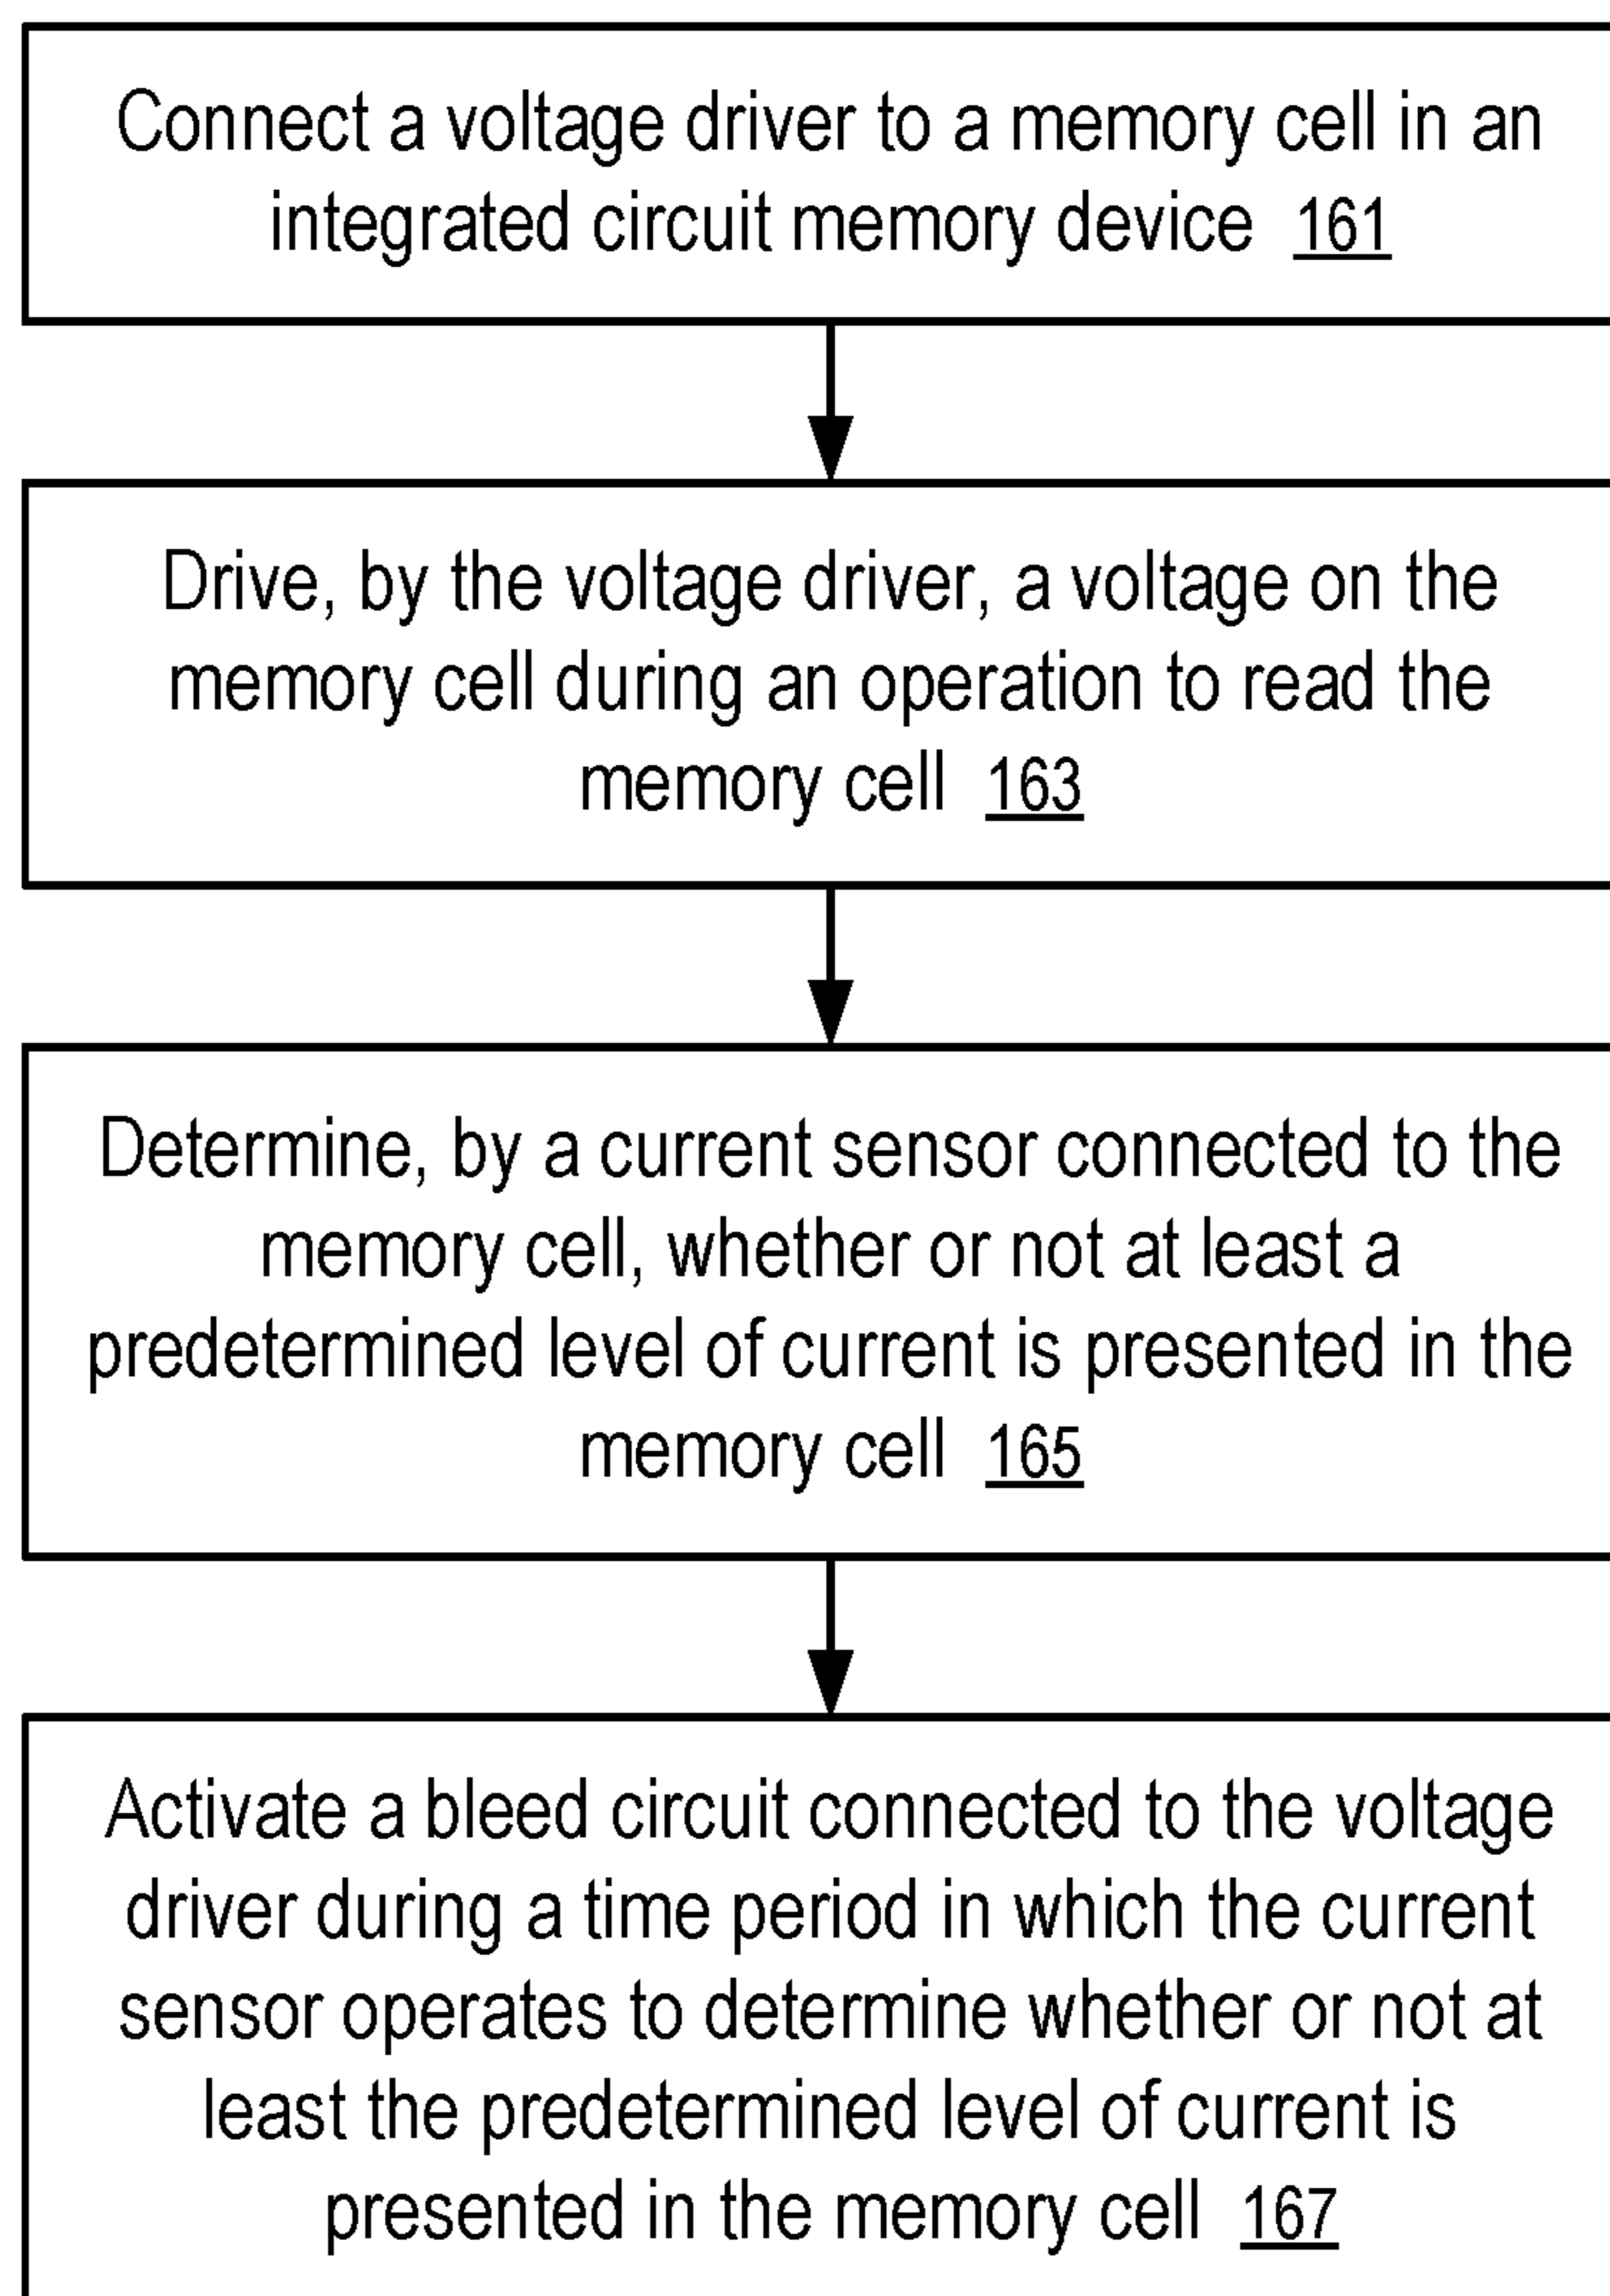 Connect a voltage driver to a memory cell in an
integrated circuit memory device 161
Drive, by the voltage driver, a voltage on the
memory cell during an operation to read the
memory cell 163
Determine, by a current sensor connected to the
memory cell, whether or not at least a
predetermined level of current is presented in the
memory cell 165
Activate a bleed circuit connected to the voltage
driver during a time period in which the current
sensor operates to determine whether or not at
least the predetermined level of current is
presented in the memory cell 167